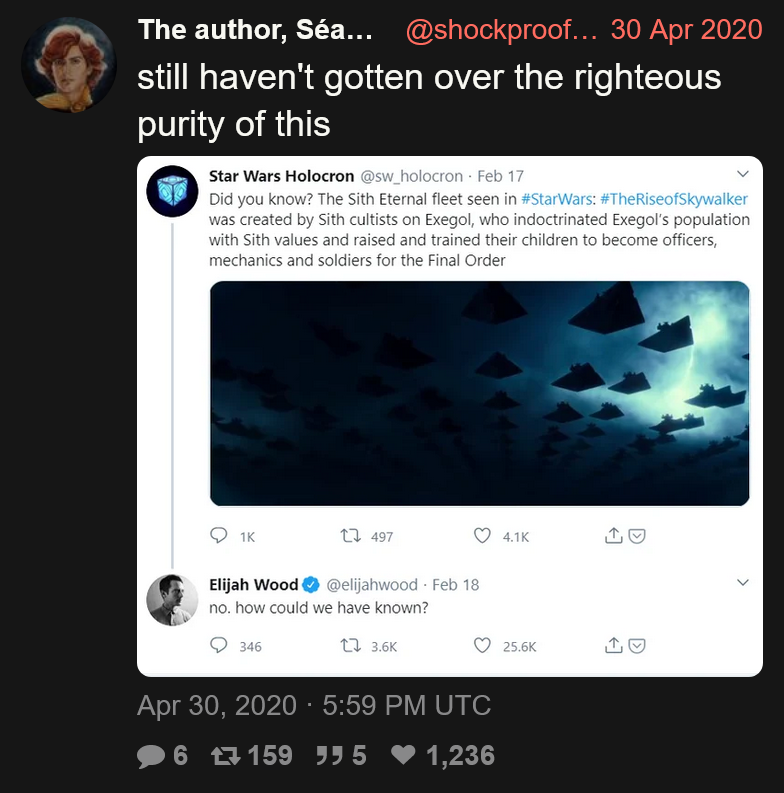 The author, Séa... @shockproof... 30 Apr 2020
still haven't gotten over the righteous
purity of this
Star Wars Holocron @sw_holocron · Feb 17
Did you know? The Sith Eternal fleet seen in #StarWars: #TheRiseofSkywalker
was created by Sith cultists on Exegol, who indoctrinated Exegol's population
with Sith values and raised and trained their children to become officers,
mechanics and soldiers for the Final Order
1K 497 4.1K
Elijah Wood @elijahwood · Feb 18
no. how could we have known?
346 3.6K 25.6K
Apr 30, 2020 · 5:59 PM UTC
6 159 5 1,236